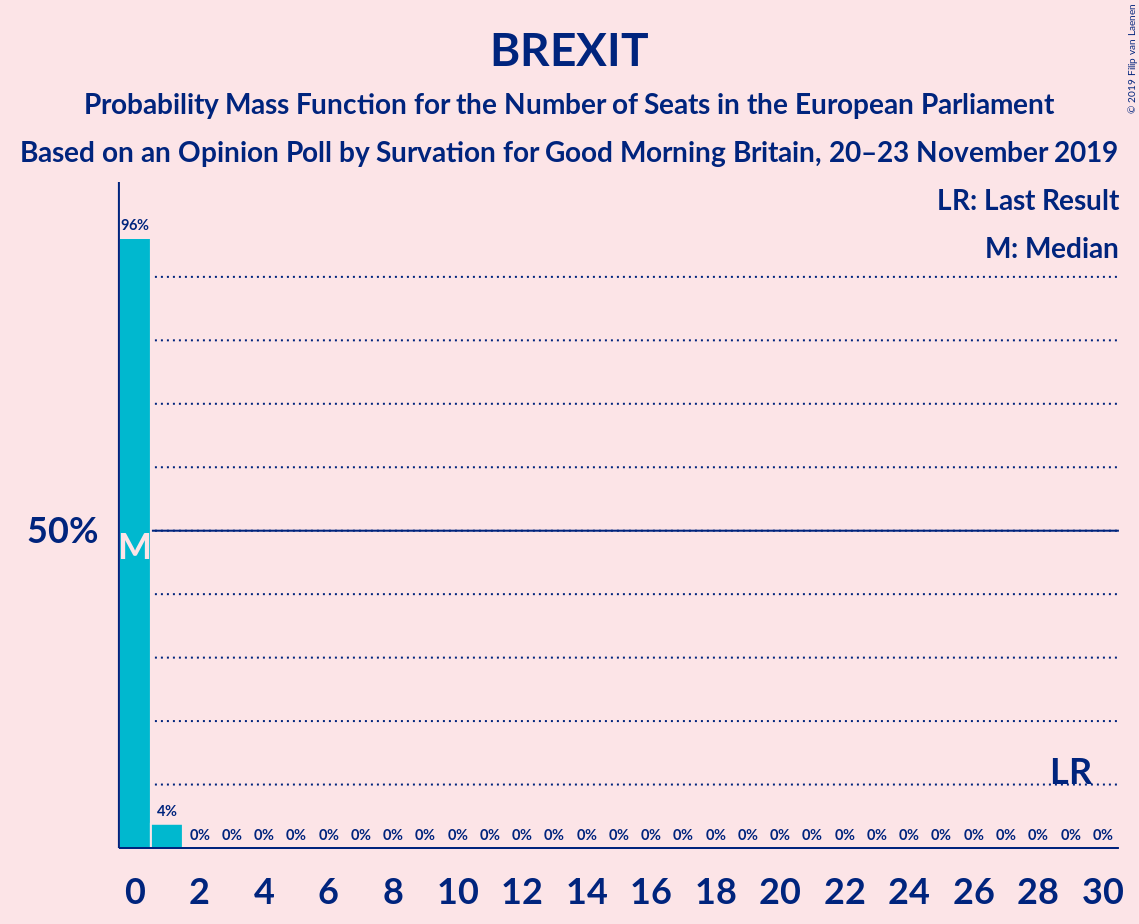 BREXIT
Probability Mass Function for the Number of Seats in the European Parliament
Based on an Opinion Poll by Survation for Good Morning Britain, 20–23 November 2019
© 2019 Filip van Laenen
LR: Last Result
M: Median
96%
50%
M
LR
4% 0% 0% 0% 0% 0% 0% 0% 0% 0% 0% 0% 0% 0% 0% 0% 0% 0% 0% 0% 0% 0% 0% 0% 0% 0% 0% 0% 0% 0%
0 2 4 6 8 10 12 14 16 18 20 22 24 26 28 30